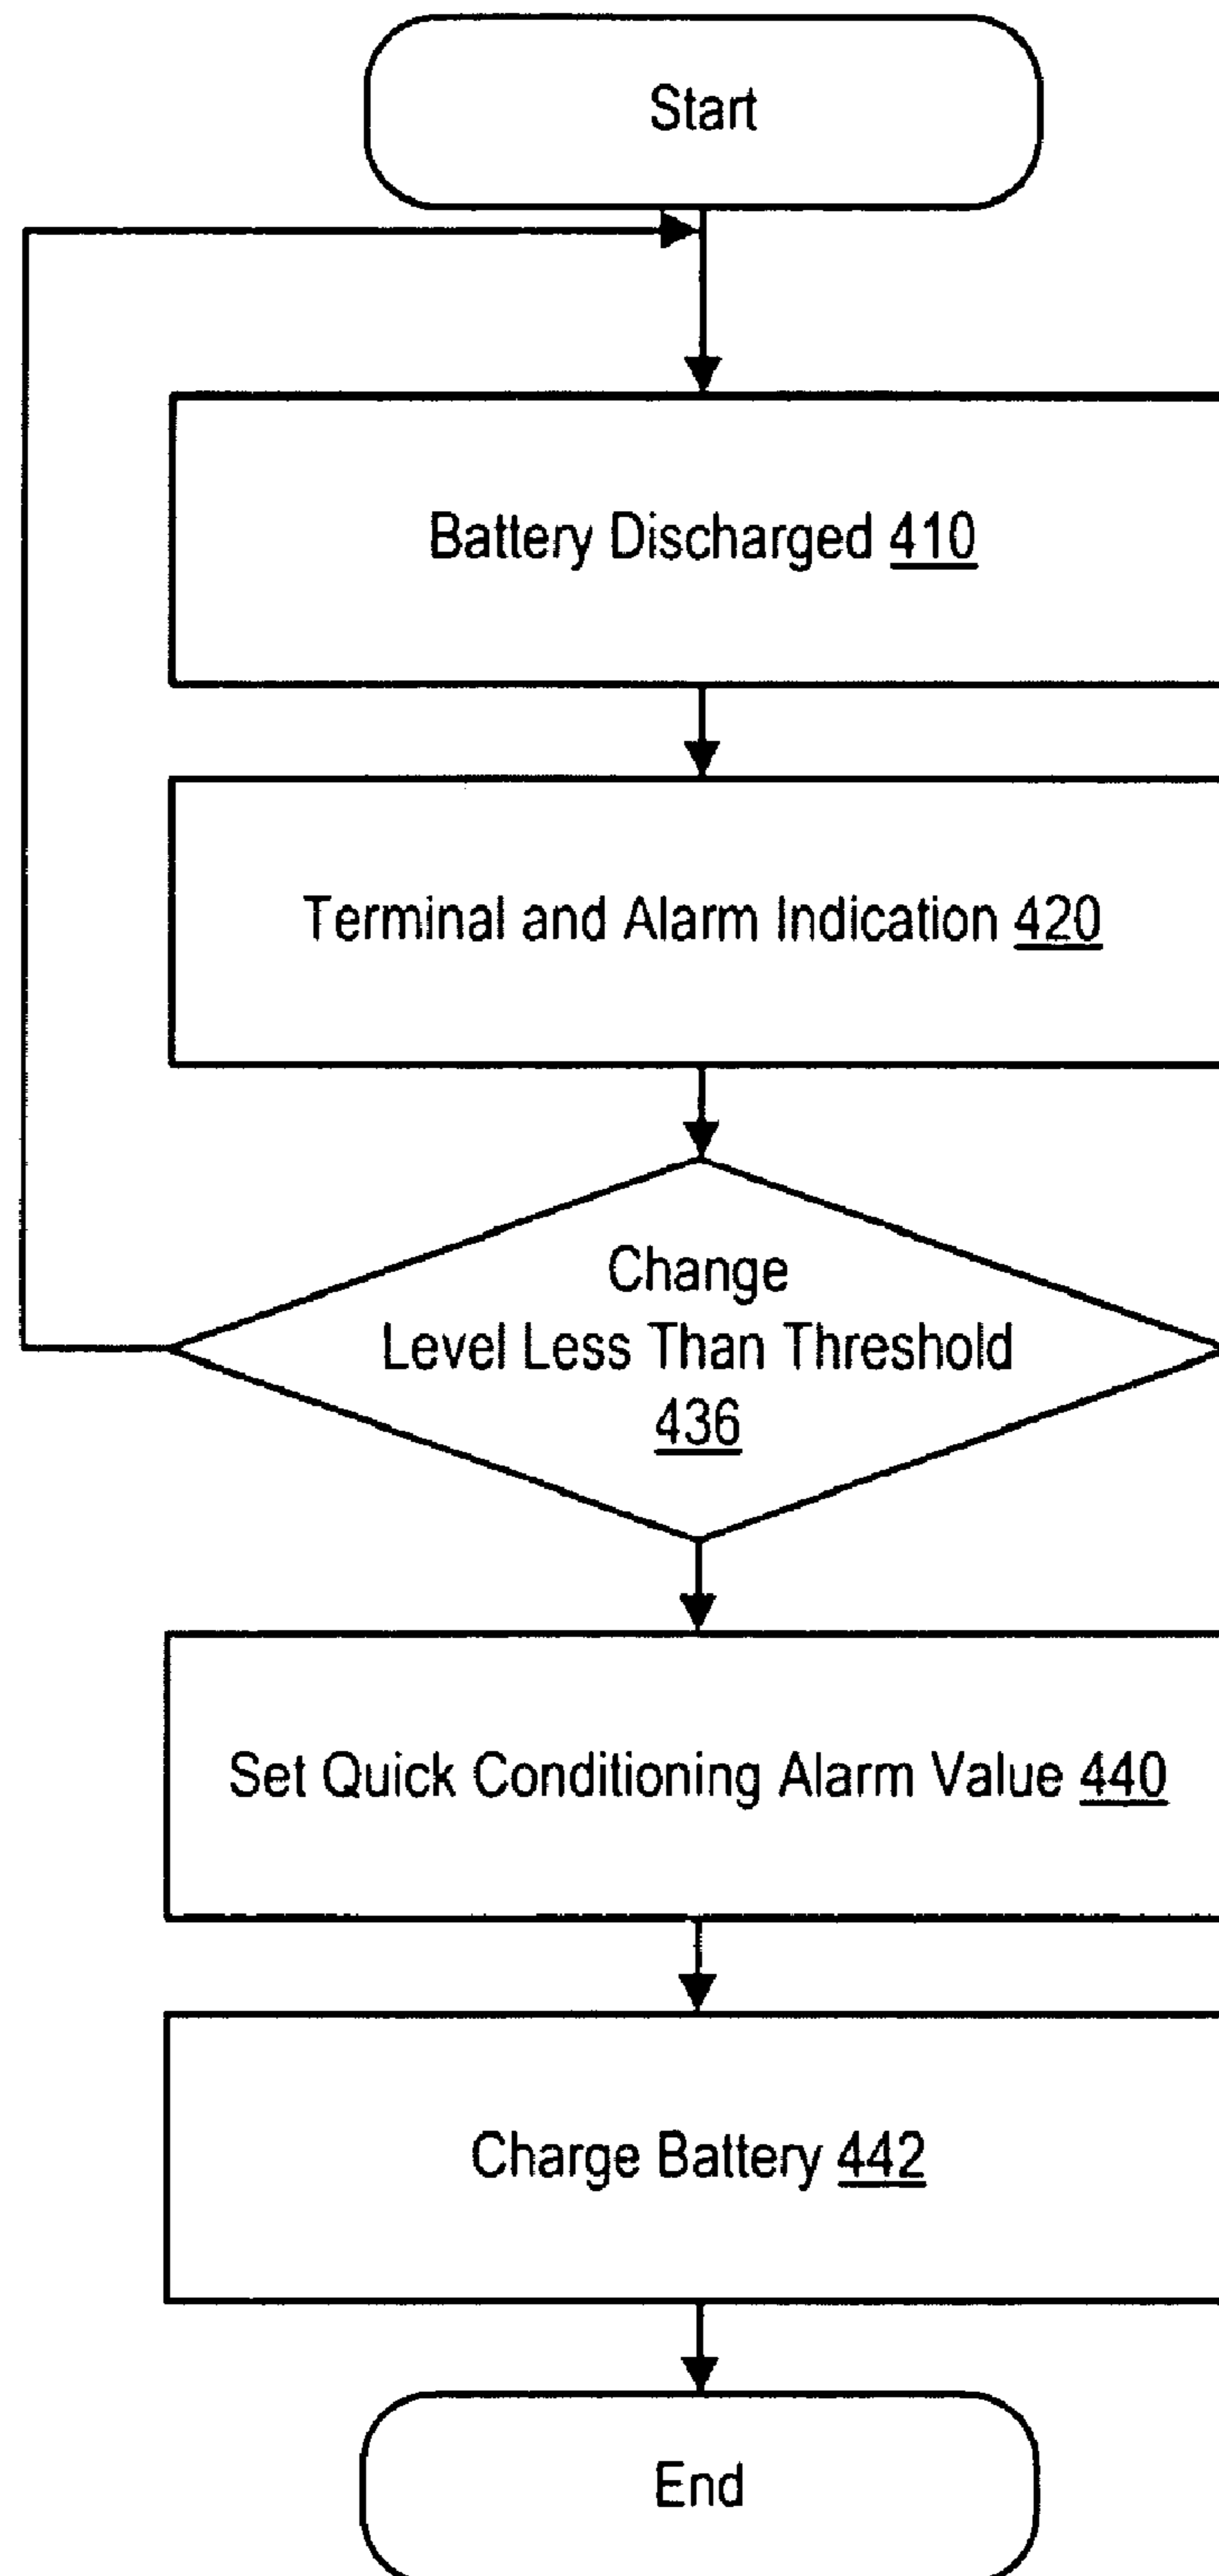 Start
Battery Discharged 410
Terminal and Alarm Indication 420
Change
Level Less Than Threshold
436
Set Quick Conditioning Alarm Value 440
Charge Battery 442
End